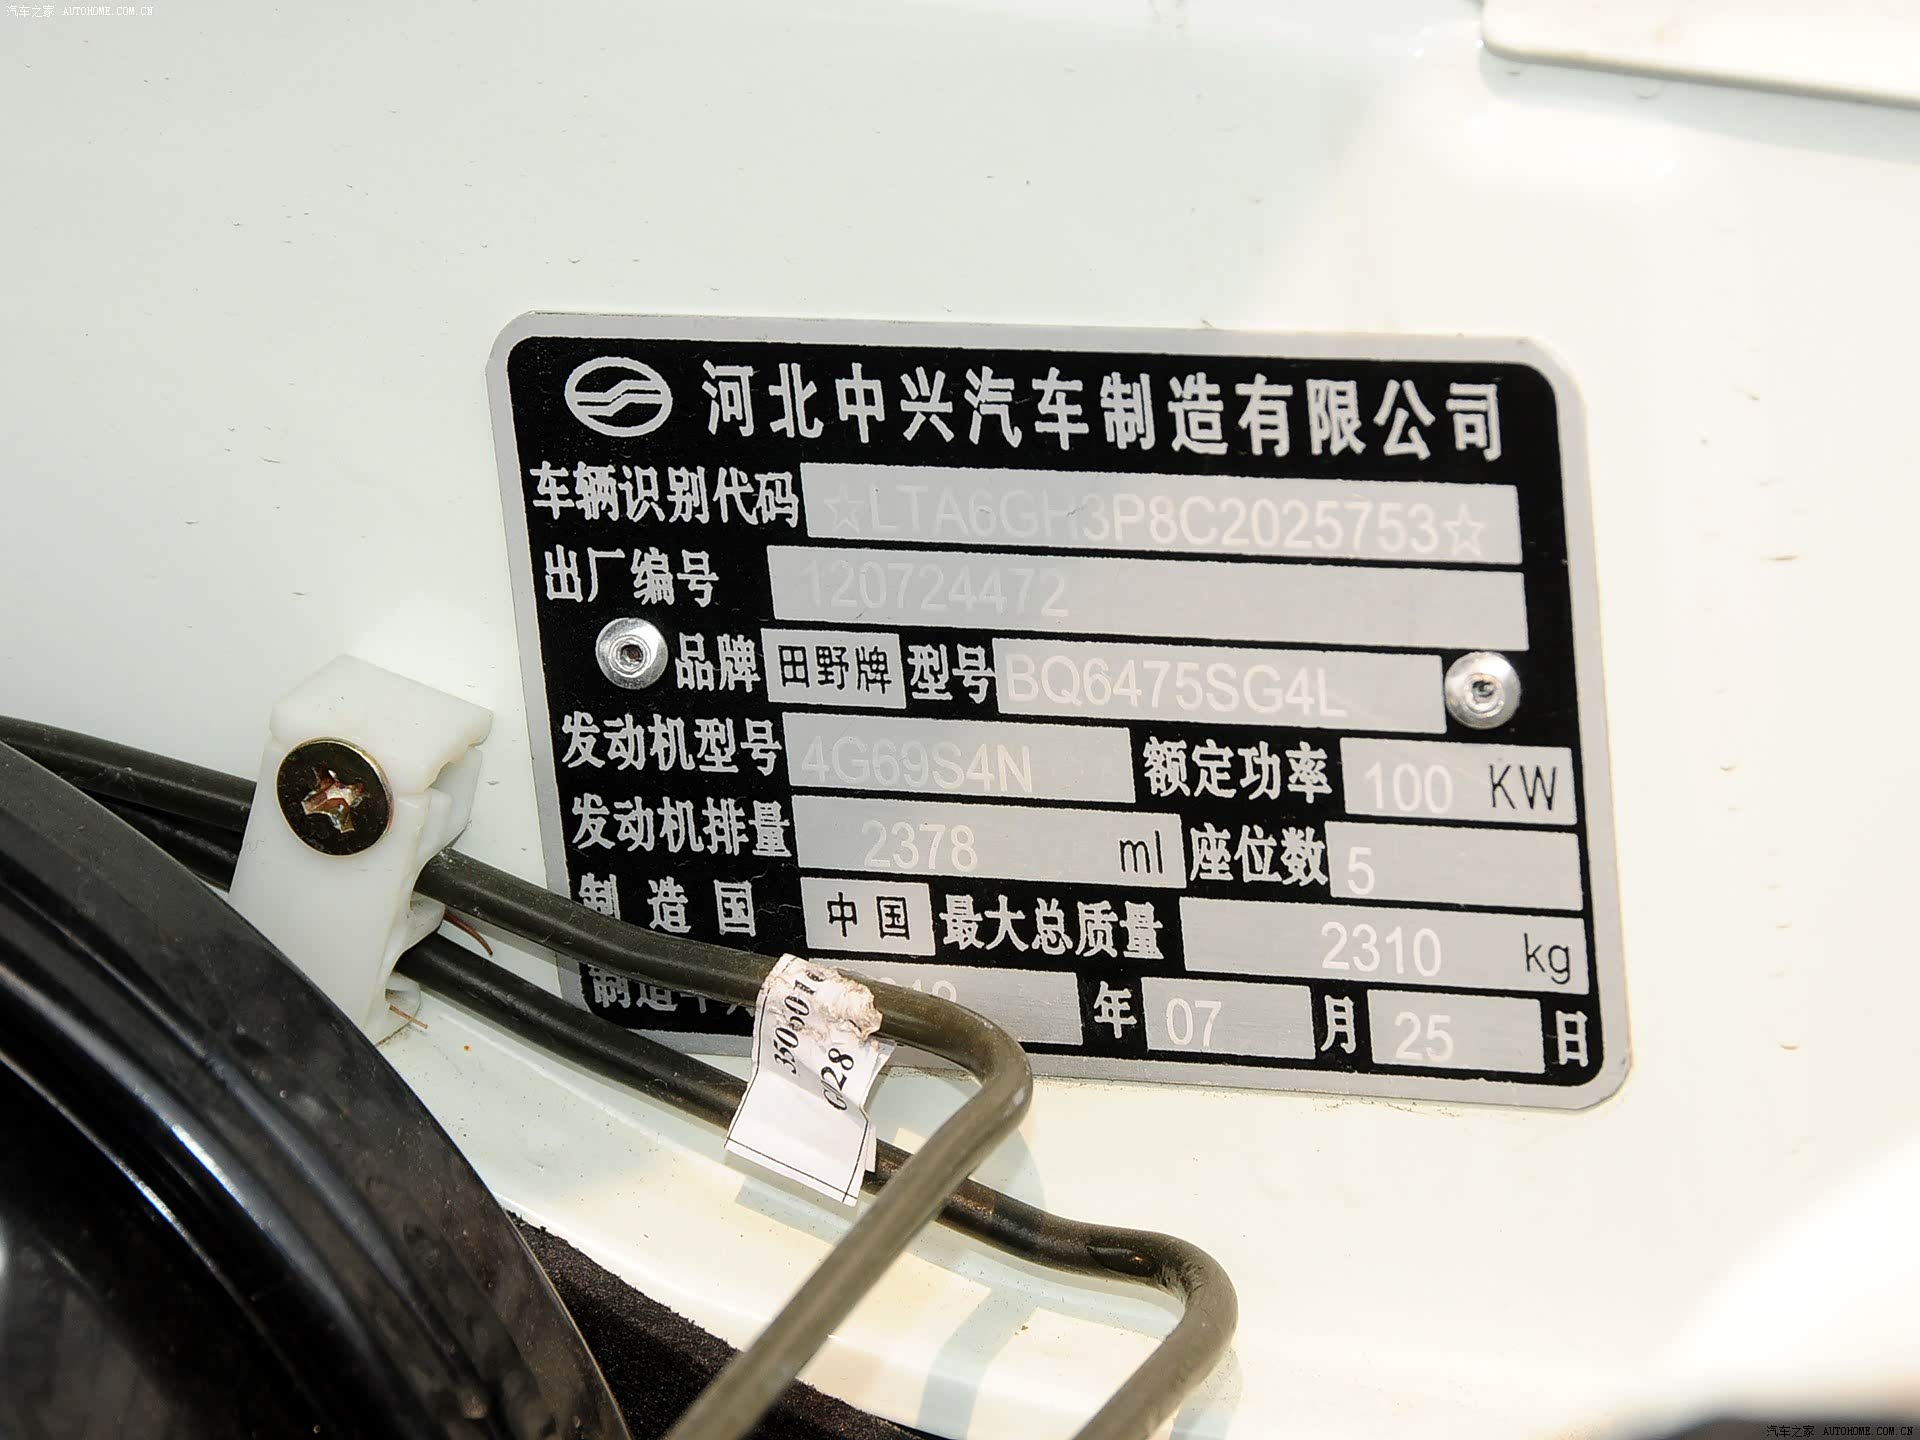 汽车之家 AUTOHOME.COM.CN
河北中兴汽车制造有限公司
车辆识别代码 ☆LTA6GH3P8C2025753☆
出厂编号 120724472
品牌 田野牌 型号 BQ6475SG4L
发动机型号 4G69S4N 额定功率 100 KW
发动机排量 2378 ml 座位数 5
制造国 中国 最大总质量 2310 kg
制造年 年 07 月 25 日
G028
汽车之家 AUTOHOME.COM.CN